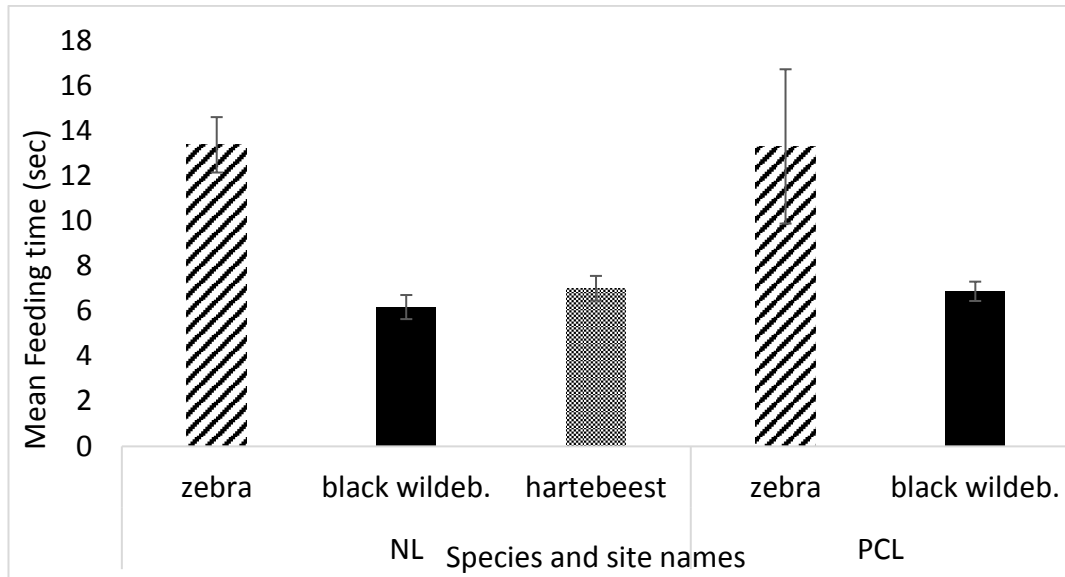 Mean Feeding time (sec)
18
16
14
12
10
8
6
4
2
0
zebra black wildeb. hartebeest zebra black wildeb.
NL PCL
Species and site names